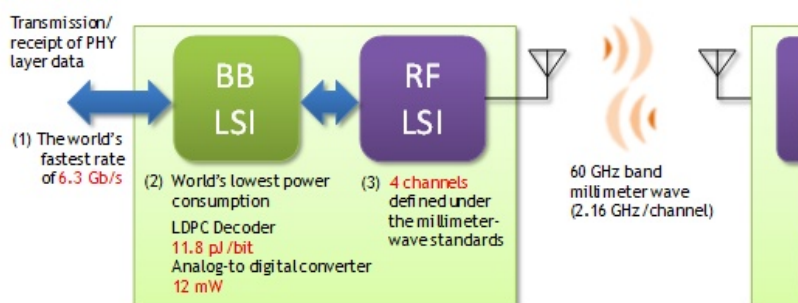 Transmission/
receipt of PHY
layer data
(1) The world's
fastest rate
of 6.3 Gb/s
BB
LSI
RF
LSI
(2) World's lowest power
consumption
LDPC Decoder
11.8 pJ/bit
Analog-to digital converter
12 mW
(3) 4 channels
defined under
the millimeter-
wave standards
60 GHz band
millimeter wave
(2.16 GHz/channel)